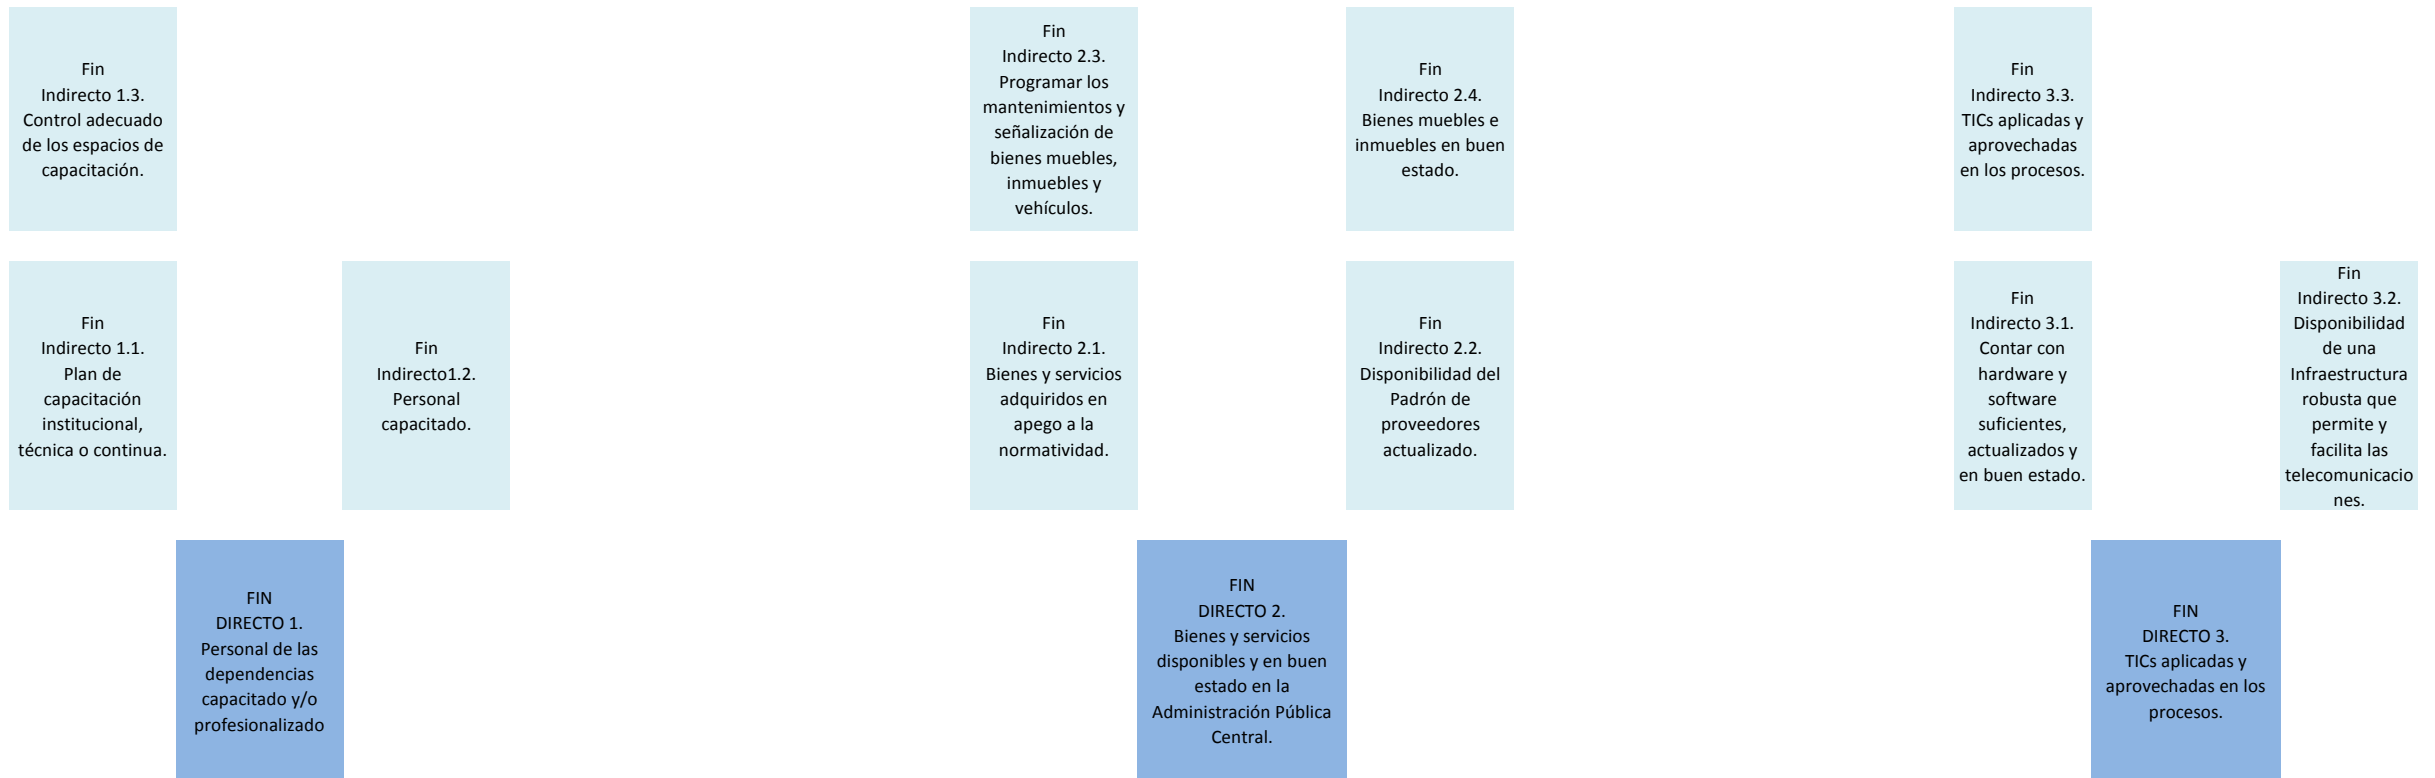 Fin
Indirecto 1.3.
Control adecuado
de los espacios de
capacitación.
Fin
Indirecto 2.3.
Programar los
mantenimientos y
señalización de
bienes muebles,
inmuebles y
vehículos.
Fin
Indirecto 2.4.
Bienes muebles e
inmuebles en buen
estado.
Fin
Indirecto 3.3.
TICs aplicadas y
aprovechadas
en los procesos.
Fin
Indirecto 1.1.
Plan de
capacitación
institucional,
técnica o continua.
Fin
Indirecto1.2.
Personal
capacitado.
Fin
Indirecto 2.1.
Bienes y servicios
adquiridos en
apego a la
normatividad.
Fin
Indirecto 2.2.
Disponibilidad del
Padrón de
proveedores
actualizado.
Fin
Indirecto 3.1.
Contar con
hardware y
software
suficientes,
actualizados y
en buen estado.
Fin
Indirecto 3.2.
Disponibilidad
de una
Infraestructura
robusta que
permite y
facilita las
telecomunicacio
nes.
FIN
DIRECTO 1.
Personal de las
dependencias
capacitado y/o
profesionalizado
FIN
DIRECTO 2.
Bienes y servicios
disponibles y en buen
estado en la
Administración Pública
Central.
FIN
DIRECTO 3.
TICs aplicadas y
aprovechadas en los
procesos.